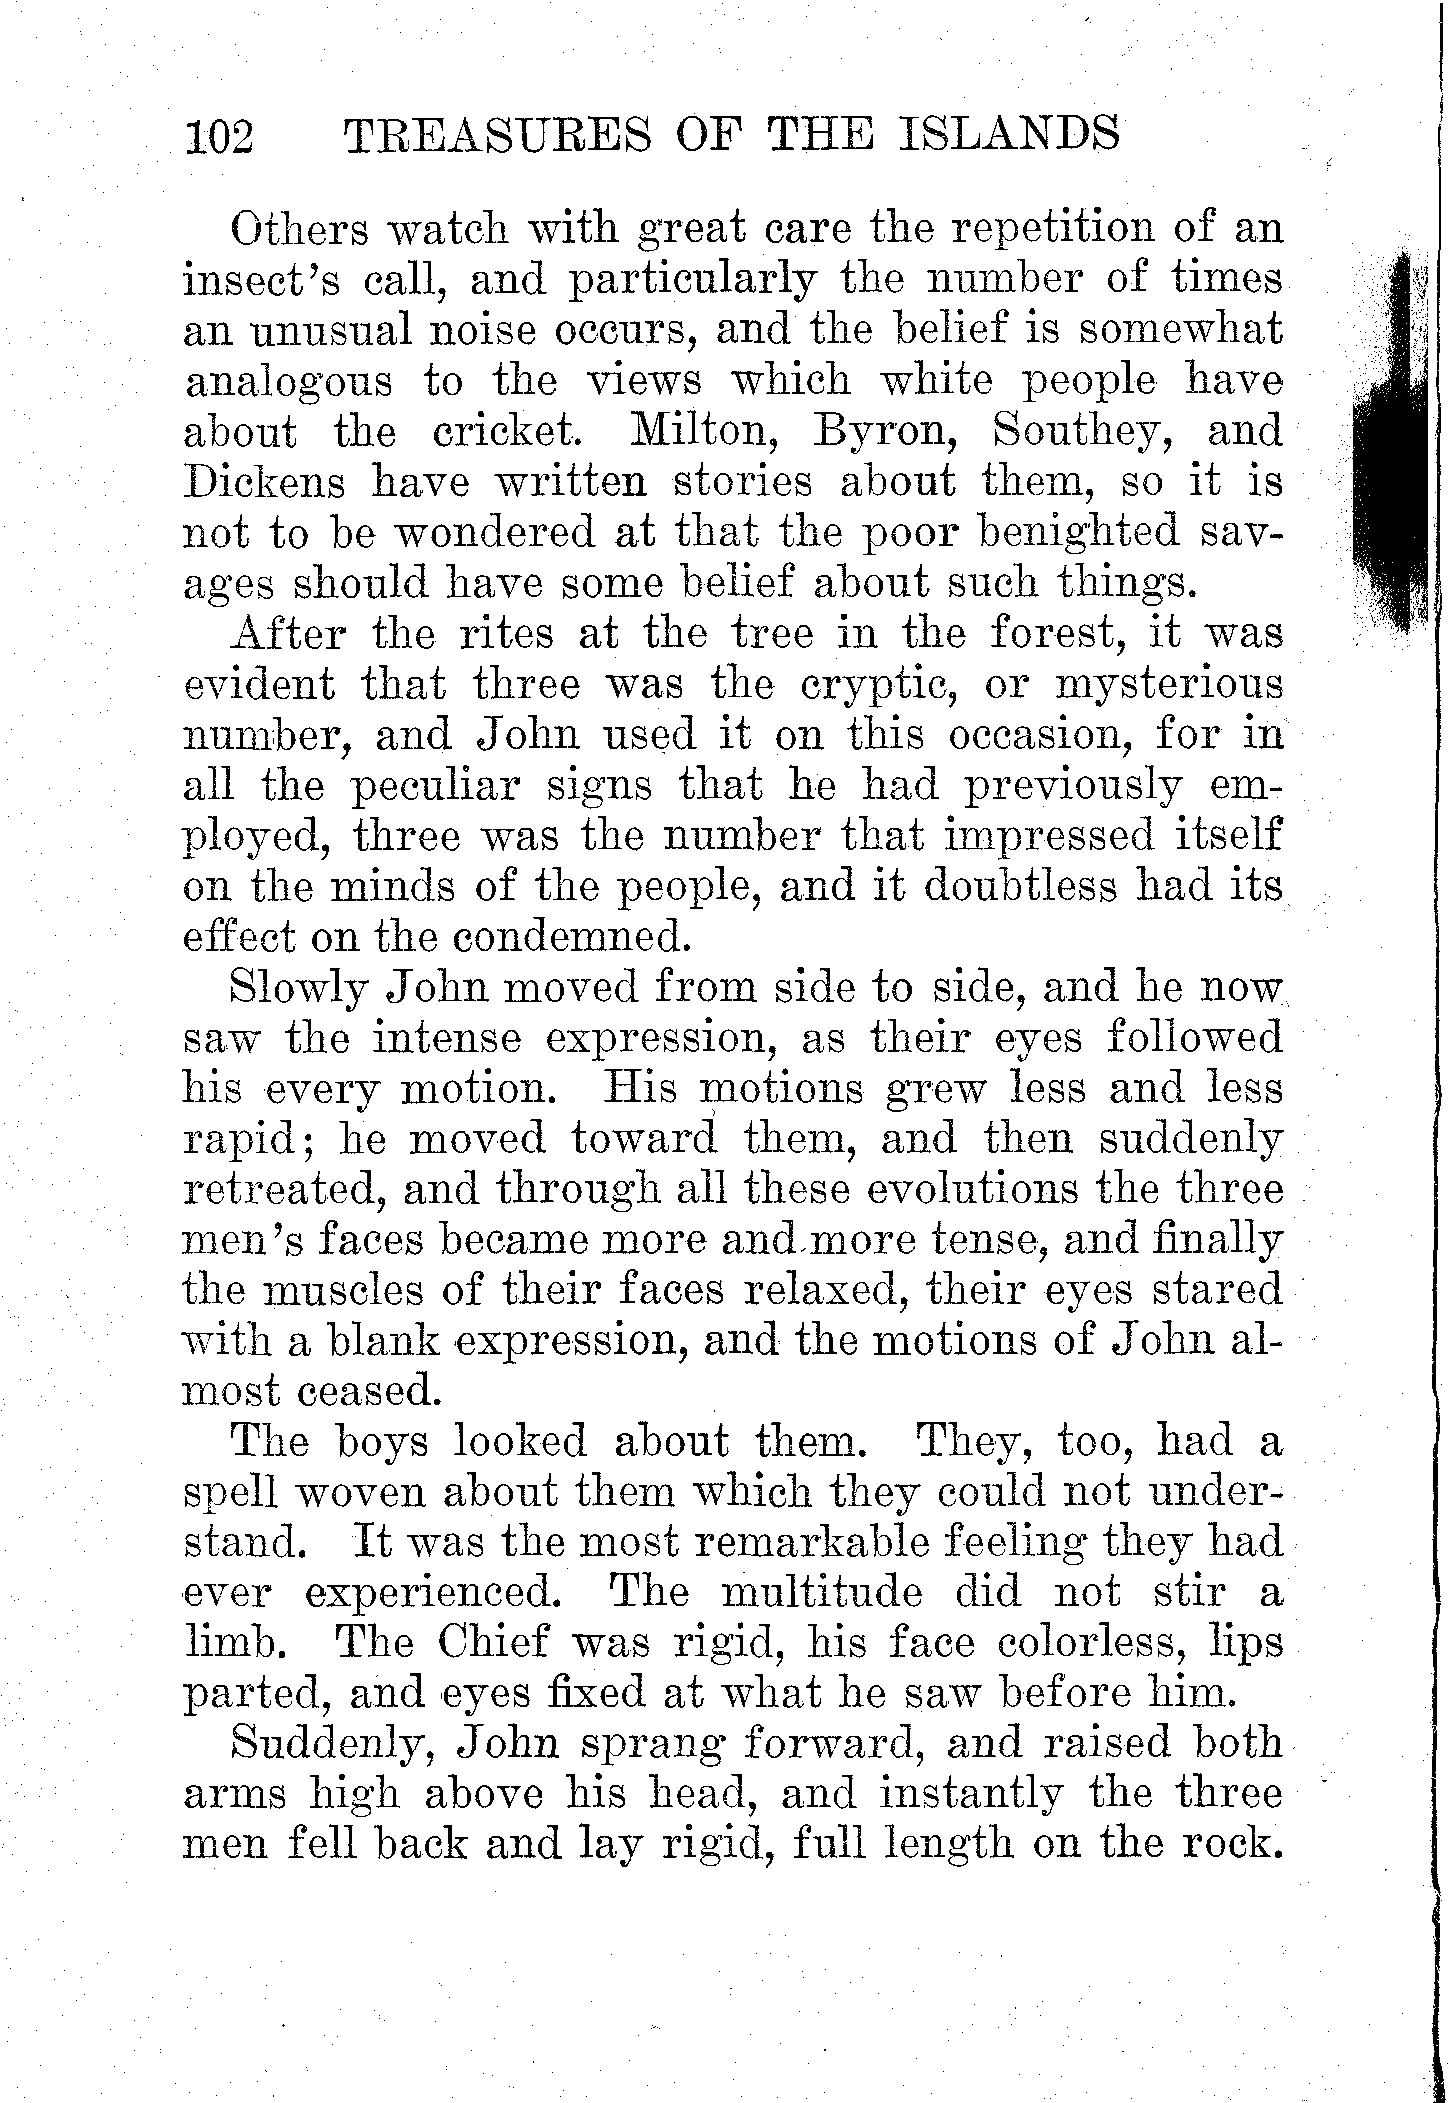 102 TREASURES OF THE ISLANDS
Others watch with great care the repetition of an
insect's call, and particularly the number of times
an unusual noise occurs, and the belief is somewhat
analogous to the views which white people have
about the cricket. Milton, Byron, Southey, and
Dickens have written stories about them, so it is
not to be wondered at that the poor benighted sav-
ages should have some belief about such things.
After the rites at the tree in the forest, it was
evident that three was the cryptic, or mysterious
number, and John used it on this occasion, for in
all the peculiar signs that he had previously em-
ployed, three was the number that impressed itself
on the minds of the people, and it doubtless had its
effect on the condemned.
Slowly John moved from side to side, and he now
saw the intense expression, as their eyes followed
his every motion. His motions grew less and less
rapid; he moved toward them, and then suddenly
retreated, and through all these evolutions the three
men's faces became more and more tense, and finally
the muscles of their faces relaxed, their eyes stared
with a blank expression, and the motions of John al-
most ceased.
The boys looked about them. They, too, had a
spell woven about them which they could not under-
stand. It was the most remarkable feeling they had
ever experienced. The multitude did not stir a
limb. The Chief was rigid, his face colorless, lips
parted, and eyes fixed at what he saw before him.
Suddenly, John sprang forward, and raised both
arms high above his head, and instantly the three
men fell back and lay rigid, full length on the rock.